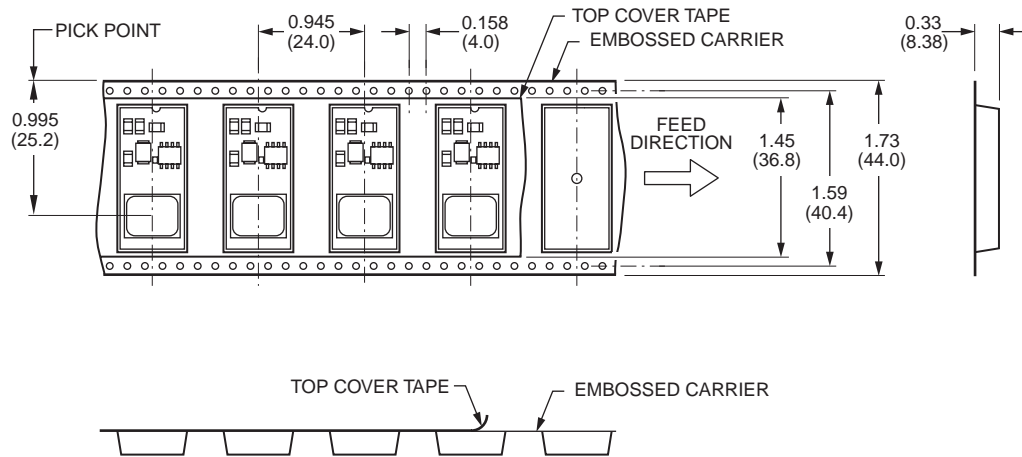 PICK POINT
0.945
(24.0)
0.158
(4.0)
TOP COVER TAPE
EMBOSSED CARRIER
0.33
(8.38)
0.995
(25.2)
FEED
DIRECTION
1.45
(36.8)
1.59
(40.4)
1.73
(44.0)
TOP COVER TAPE
EMBOSSED CARRIER